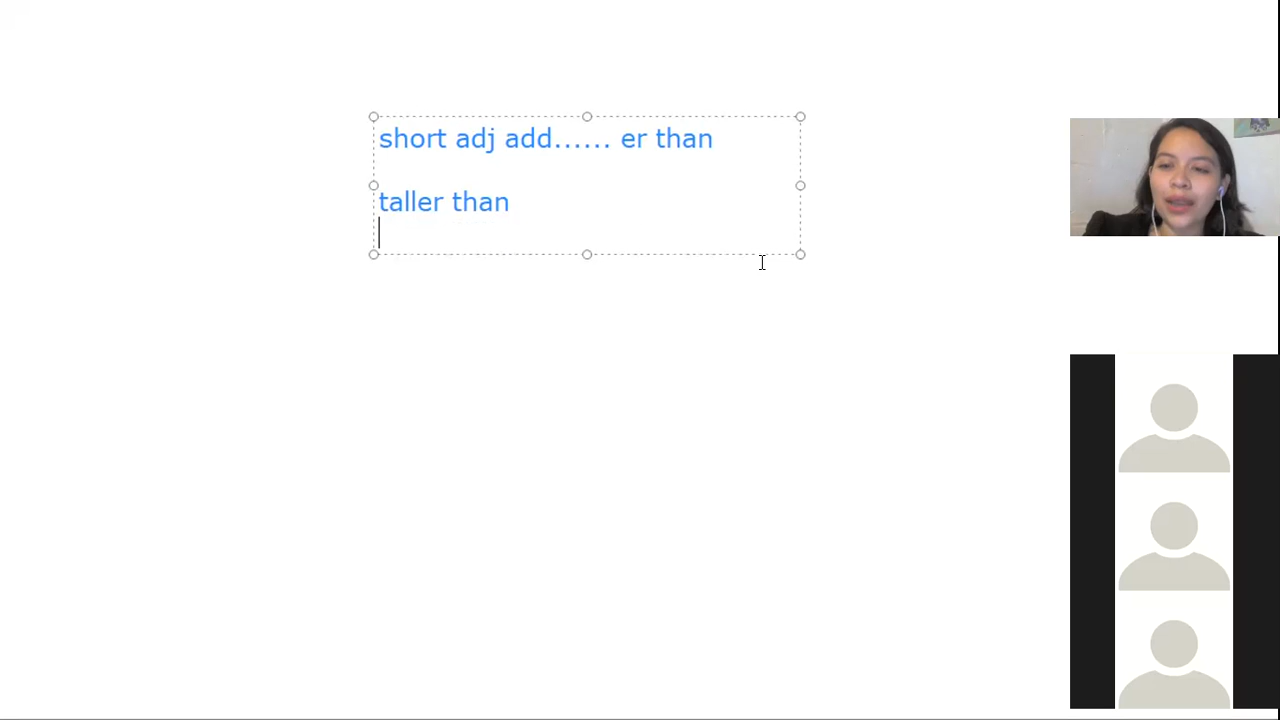 short adj add...... er than
taller than